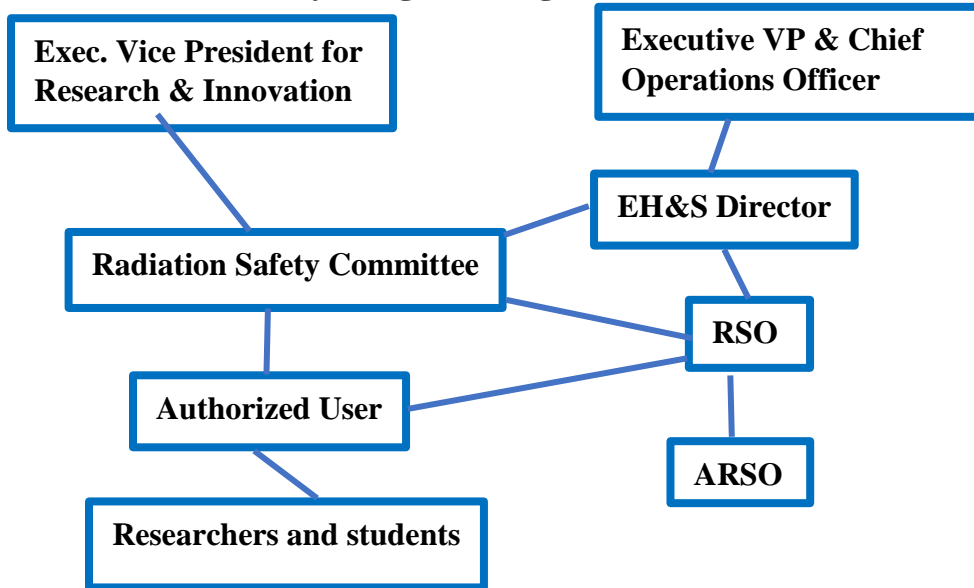 Exec. Vice President for
Research & Innovation
Executive VP & Chief
Operations Officer
EH&S Director
Radiation Safety Committee
RSO
Authorized User
ARSO
Researchers and students